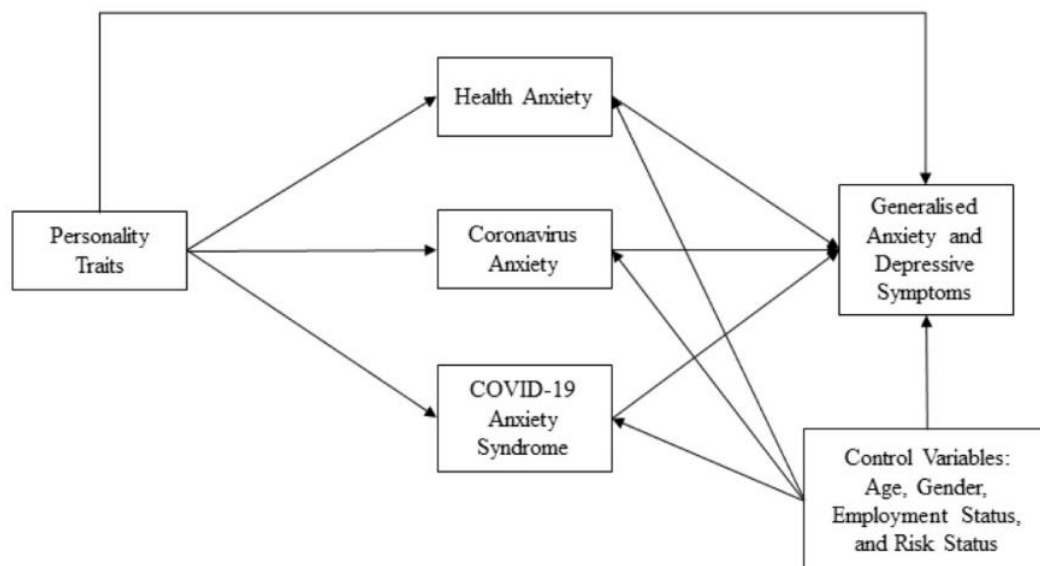 Health Anxiety
Personality
Traits
Coronavirus
Anxiety
Generalised
Anxiety and
Depressive
Symptoms
COVID-19
Anxiety
Syndrome
Control Variables:
Age, Gender,
Employment Status,
and Risk Status